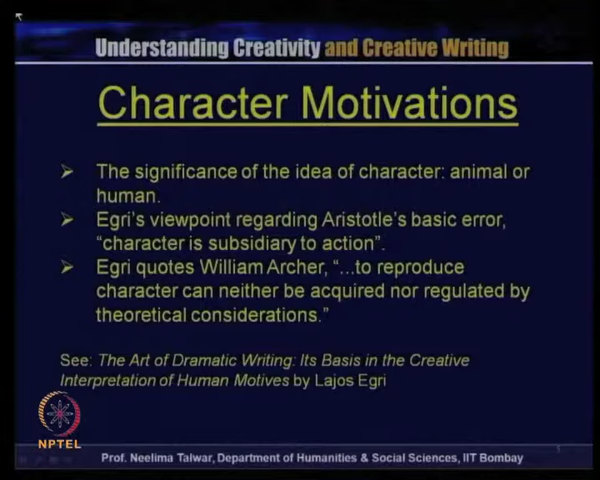 Understanding Creativity and Creative Writing
Character Motivations
➢ The significance of the idea of character: animal or
human.
➢ Egri's viewpoint regarding Aristotle's basic error,
“character is subsidiary to action”.
➢ Egri quotes William Archer, “...to reproduce
character can neither be acquired nor regulated by
theoretical considerations.”
See: The Art of Dramatic Writing: Its Basis in the Creative
Interpretation of Human Motives by Lajos Egri
NPTEL
Prof. Neelima Talwar, Department of Humanities & Social Sciences, IIT Bombay